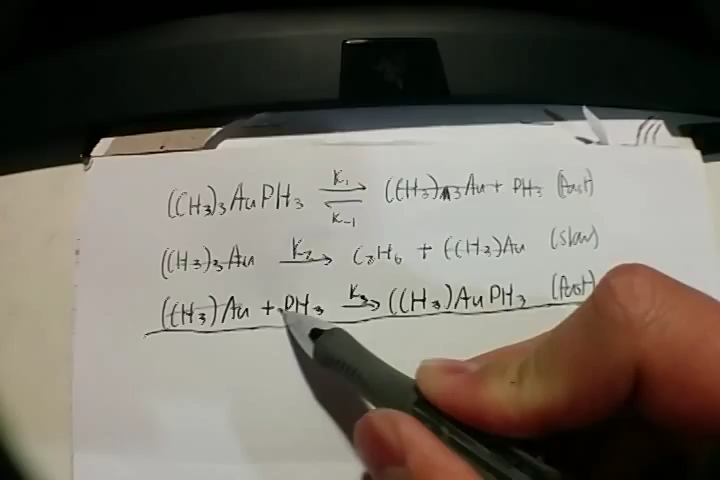 (CH3)3AuPH3 ⇌ (CH3)3Au + PH3 (fast)
K1
K-1
(CH3)3Au K2→ C2H6 + (CH3)Au (slow)
(CH3)Au + PH3 K3→ (CH3)AuPH3 (fast)